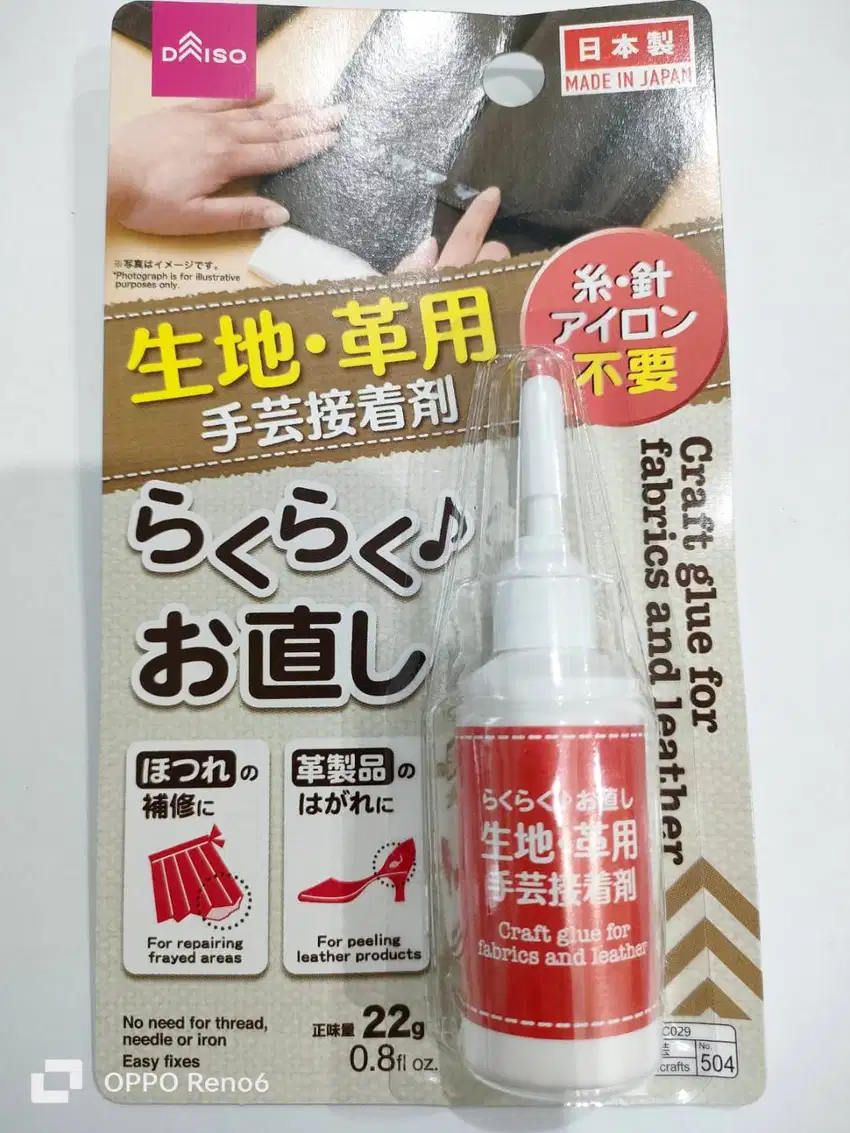 DAISO
日本製
MADE IN JAPAN
※写真はイメージです。
*Photograph is for illustrative
purposes only.
糸・針
アイロン
不要
生地・革用
手芸接着剤
Craft glue for
fabrics and leather
らくらく♪
お直し
ほつれの
補修に
For repairing
frayed areas
革製品の
はがれに
For peeling
leather products
らくらく♪お直し
生地・革用
手芸接着剤
Craft glue for
fabrics and leather
No need for thread,
needle or iron
Easy fixes
正味量 22g
0.8fl oz.
C029
芸
crafts
No.
504
OPPO Reno6